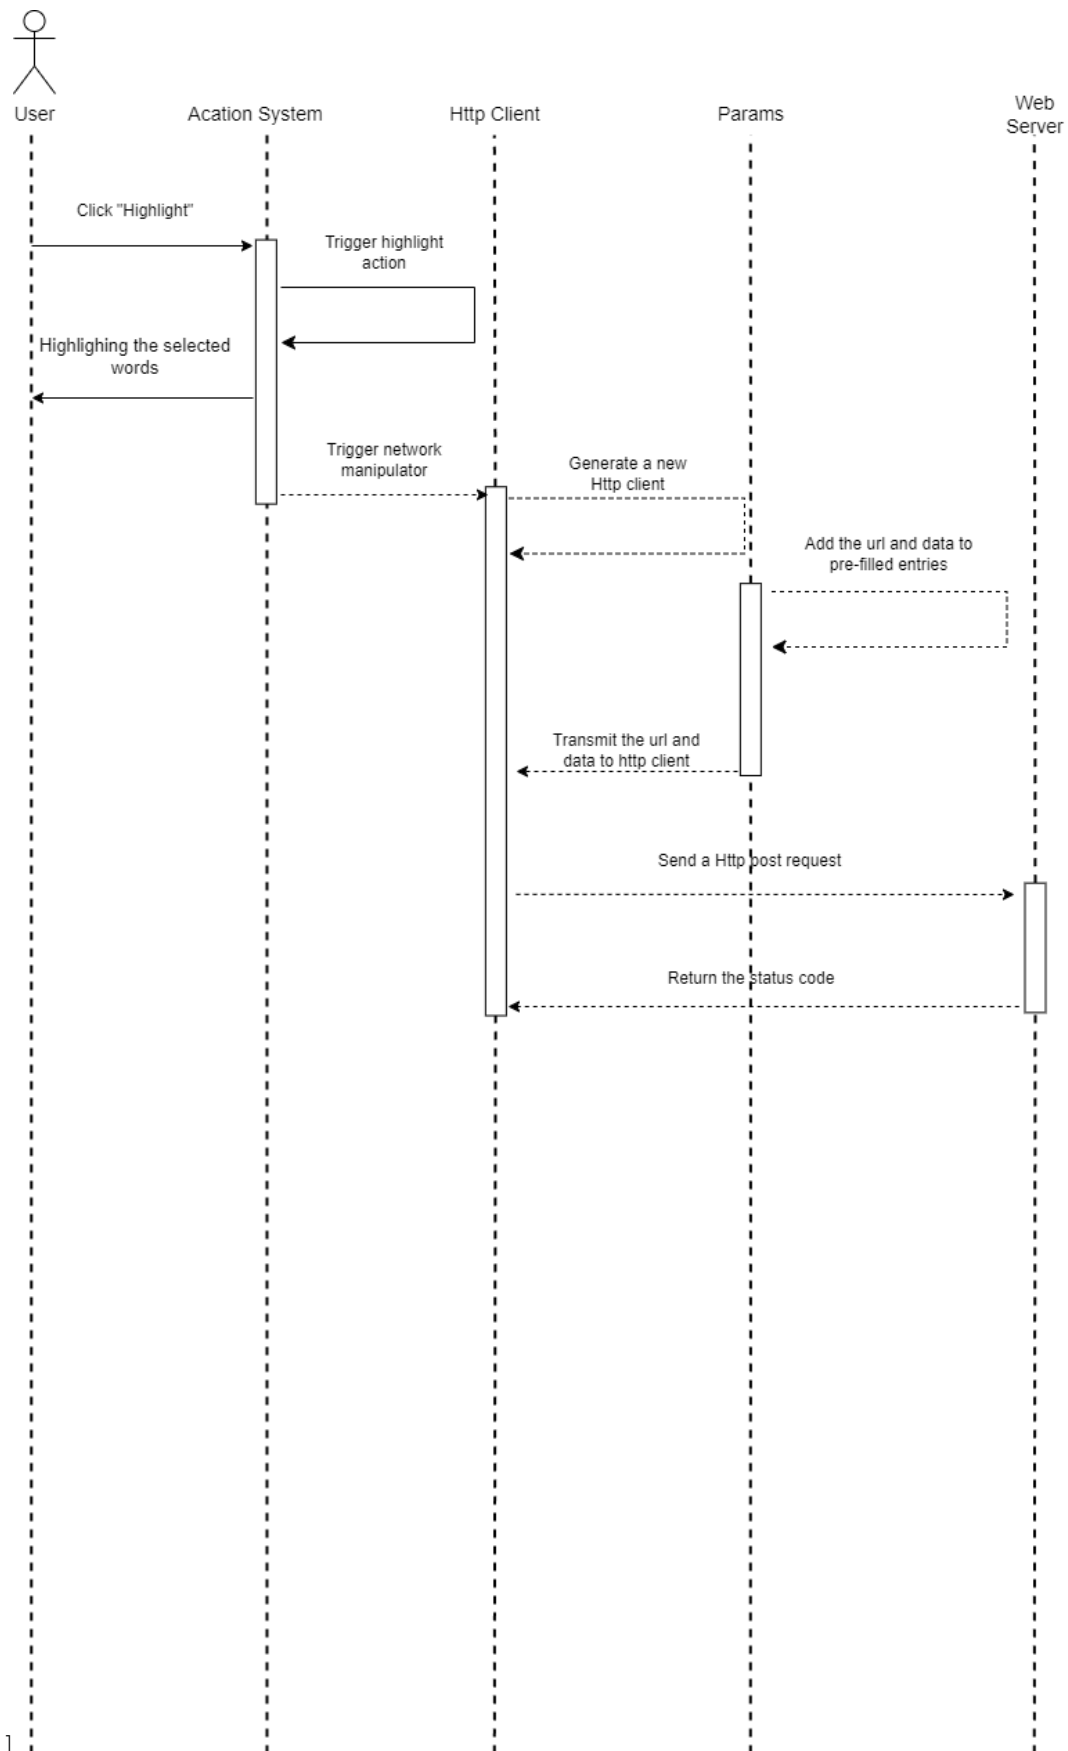 User
Acation System
Http Client
Params
Web
Server
Click "Highlight"
Trigger highlight
action
Highlighing the selected
words
Trigger network
manipulator
Generate a new
Http client
Add the url and data to
pre-filled entries
Transmit the url and
data to http client
Send a Http post request
Return the status code
]